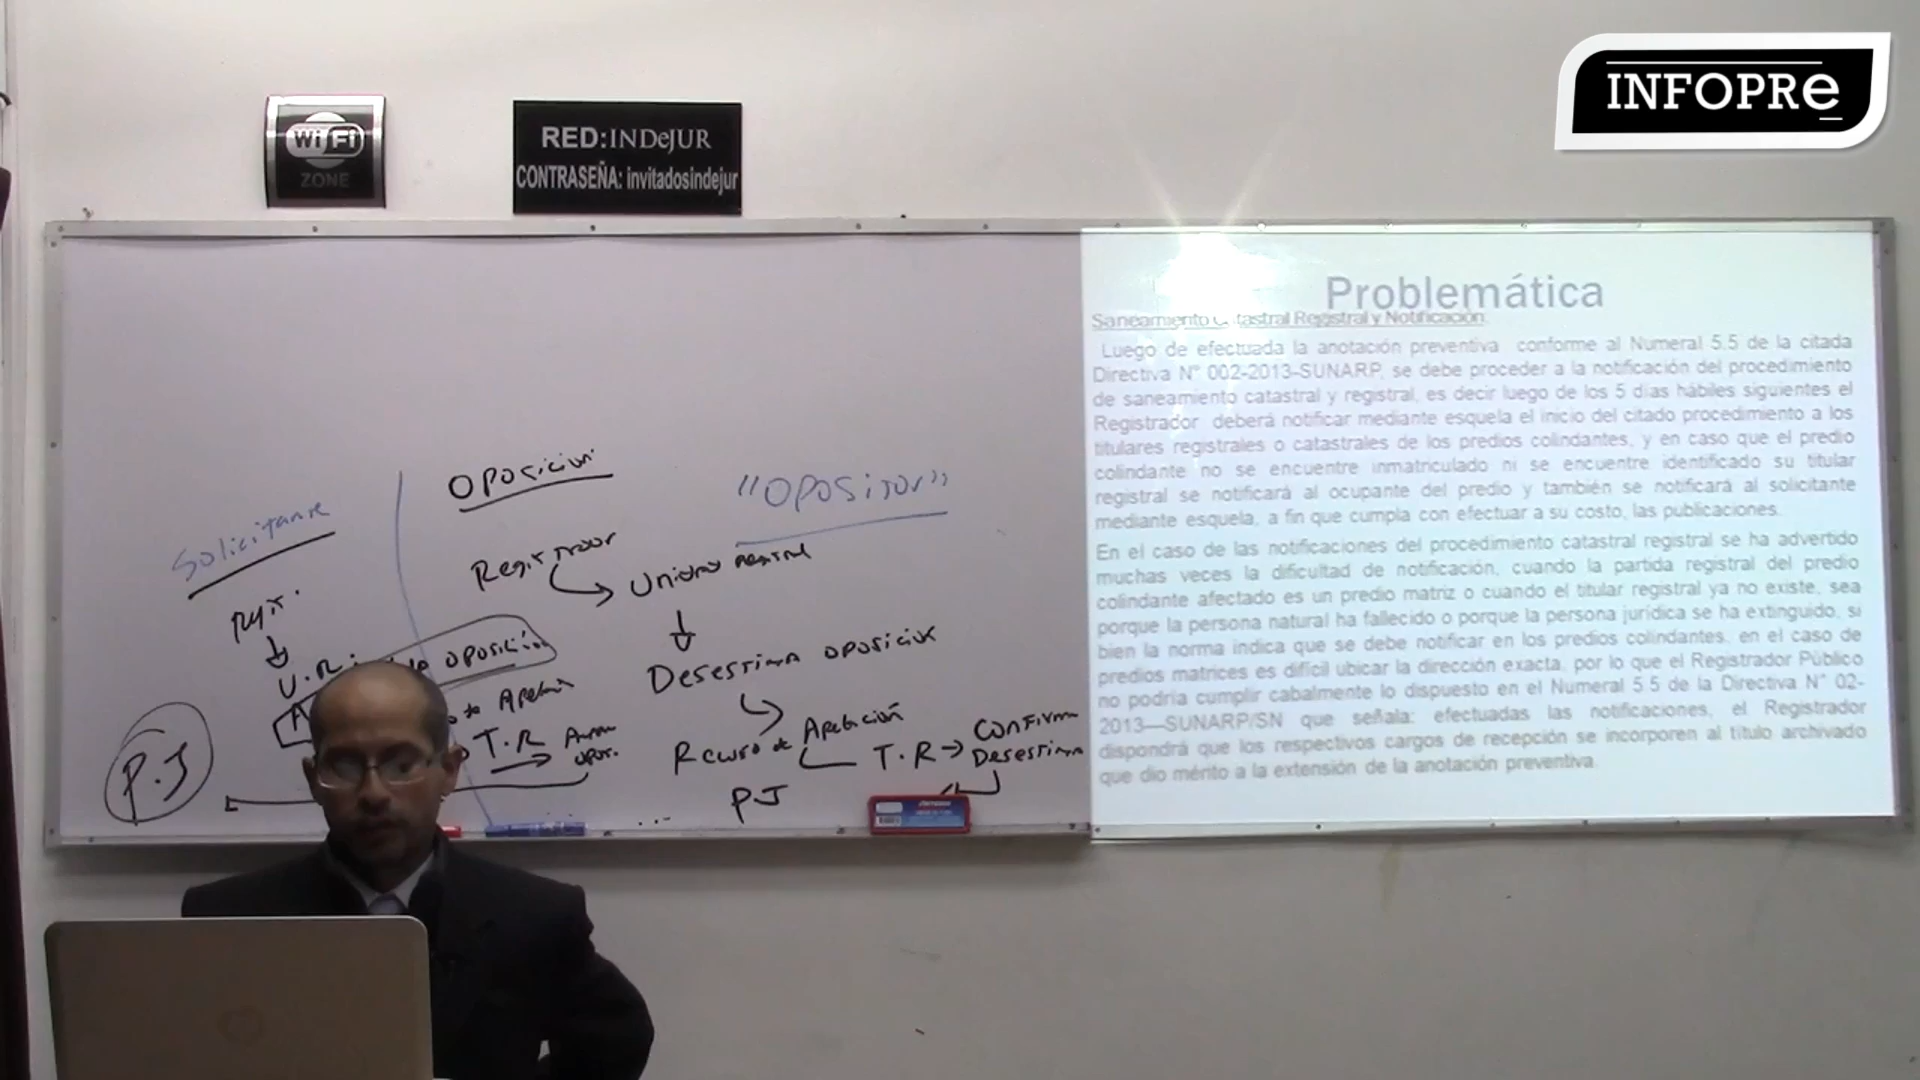 INFOPRe
WiFi
ZONE
RED:INDeJUR
CONTRASEÑA: invitadosindejur
Solicitante
U.R.
oposición
Apelación
T.R
P.J
OPOSICIÓN
"OPOSITOR"
Registrador
Unidad Registral
Desestima oposición
Recurso de Apelación
T.R → Confirma
Desestima
PJ
...
Problemática
Saneamiento Catastral Registral y Notificación:
Luego de efectuada la anotación preventiva conforme al Numeral 5.5 de la citada
Directiva N° 002-2013-SUNARP, se debe proceder a la notificación del procedimiento
de saneamiento catastral y registral, es decir luego de los 5 días hábiles siguientes el
Registrador deberá notificar mediante esquela el inicio del citado procedimiento a los
titulares registrales o catastrales de los predios colindantes, y en caso que el predio
colindante no se encuentre inmatriculado ni se encuentre identificado su titular
registral se notificará al ocupante del predio y también se notificará al solicitante
mediante esquela, a fin que cumpla con efectuar a su costo, las publicaciones.
En el caso de las notificaciones del procedimiento catastral registral se ha advertido
muchas veces la dificultad de notificación, cuando la partida registral del predio
colindante afectado es un predio matriz o cuando el titular registral ya no existe, sea
porque la persona natural ha fallecido o porque la persona jurídica se ha extinguido, si
bien la norma indica que se debe notificar en los predios colindantes, en el caso de
predios matrices es difícil ubicar la dirección exacta, por lo que el Registrador Público
no podría cumplir cabalmente lo dispuesto en el Numeral 5.5 de la Directiva N° 02-
2013—SUNARP/SN que señala: efectuadas las notificaciones, el Registrador
dispondrá que los respectivos cargos de recepción se incorporen al título archivado
que dio mérito a la extensión de la anotación preventiva.